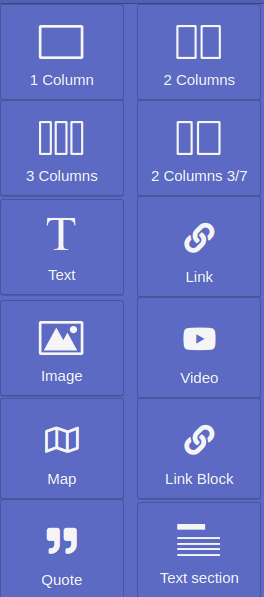 1 Column
2 Columns
3 Columns
2 Columns 3/7
Text
Link
Image
Video
Map
Link Block
Quote
Text section